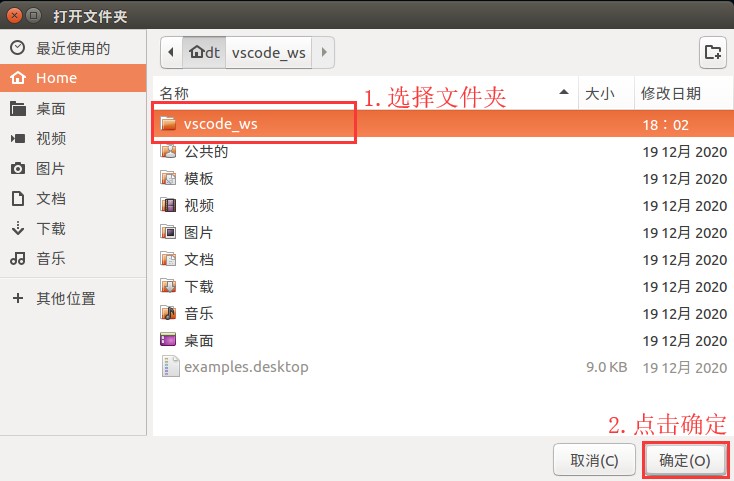 打开文件夹
最近使用的
Home
桌面
视频
图片
文档
下载
音乐
其他位置
dt vscode_ws
名称 大小 修改日期
1.选择文件夹
vscode_ws 18：02
公共的 19 12月 2020
模板 19 12月 2020
视频 19 12月 2020
图片 19 12月 2020
文档 19 12月 2020
下载 19 12月 2020
音乐 19 12月 2020
桌面 19 12月 2020
examples.desktop 9.0 KB 19 12月 2020
2.点击确定
取消(C) 确定(O)